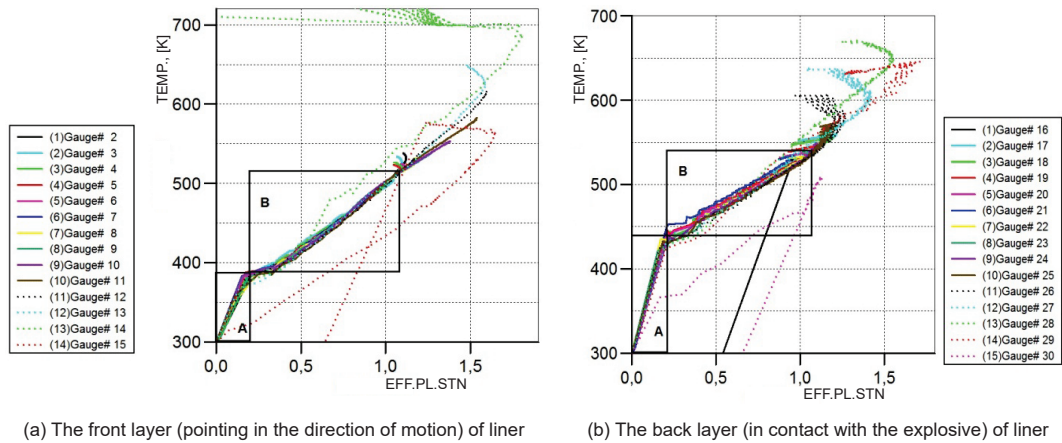 (1)Gauge# 2
(2)Gauge# 3
(3)Gauge# 4
(4)Gauge# 5
(5)Gauge# 6
(6)Gauge# 7
(7)Gauge# 8
(8)Gauge# 9
(9)Gauge# 10
(10)Gauge# 11
(11)Gauge# 12
(12)Gauge# 13
(13)Gauge# 14
(14)Gauge# 15
TEMP., [K]
700
600
500
400
300
B
A
0,0
0,5
1,0
1,5
EFF.PL.STN
(a) The front layer (pointing in the direction of motion) of liner
TEMP., [K]
700
600
500
400
300
B
A
0,0
0,5
1,0
1,5
EFF.PL.STN
(1)Gauge# 16
(2)Gauge# 17
(3)Gauge# 18
(4)Gauge# 19
(5)Gauge# 20
(6)Gauge# 21
(7)Gauge# 22
(8)Gauge# 23
(9)Gauge# 24
(10)Gauge# 25
(11)Gauge# 26
(12)Gauge# 27
(13)Gauge# 28
(14)Gauge# 29
(15)Gauge# 30
(b) The back layer (in contact with the explosive) of liner